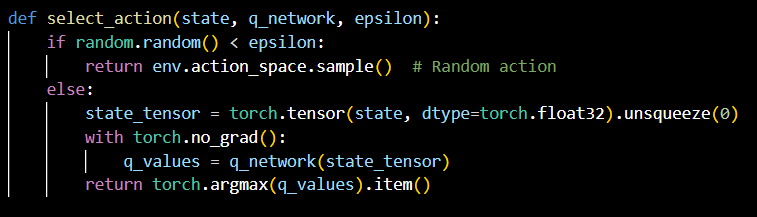 def select_action(state, q_network, epsilon):
    if random.random() < epsilon:
        return env.action_space.sample()  # Random action
    else:
        state_tensor = torch.tensor(state, dtype=torch.float32).unsqueeze(0)
        with torch.no_grad():
            q_values = q_network(state_tensor)
        return torch.argmax(q_values).item()